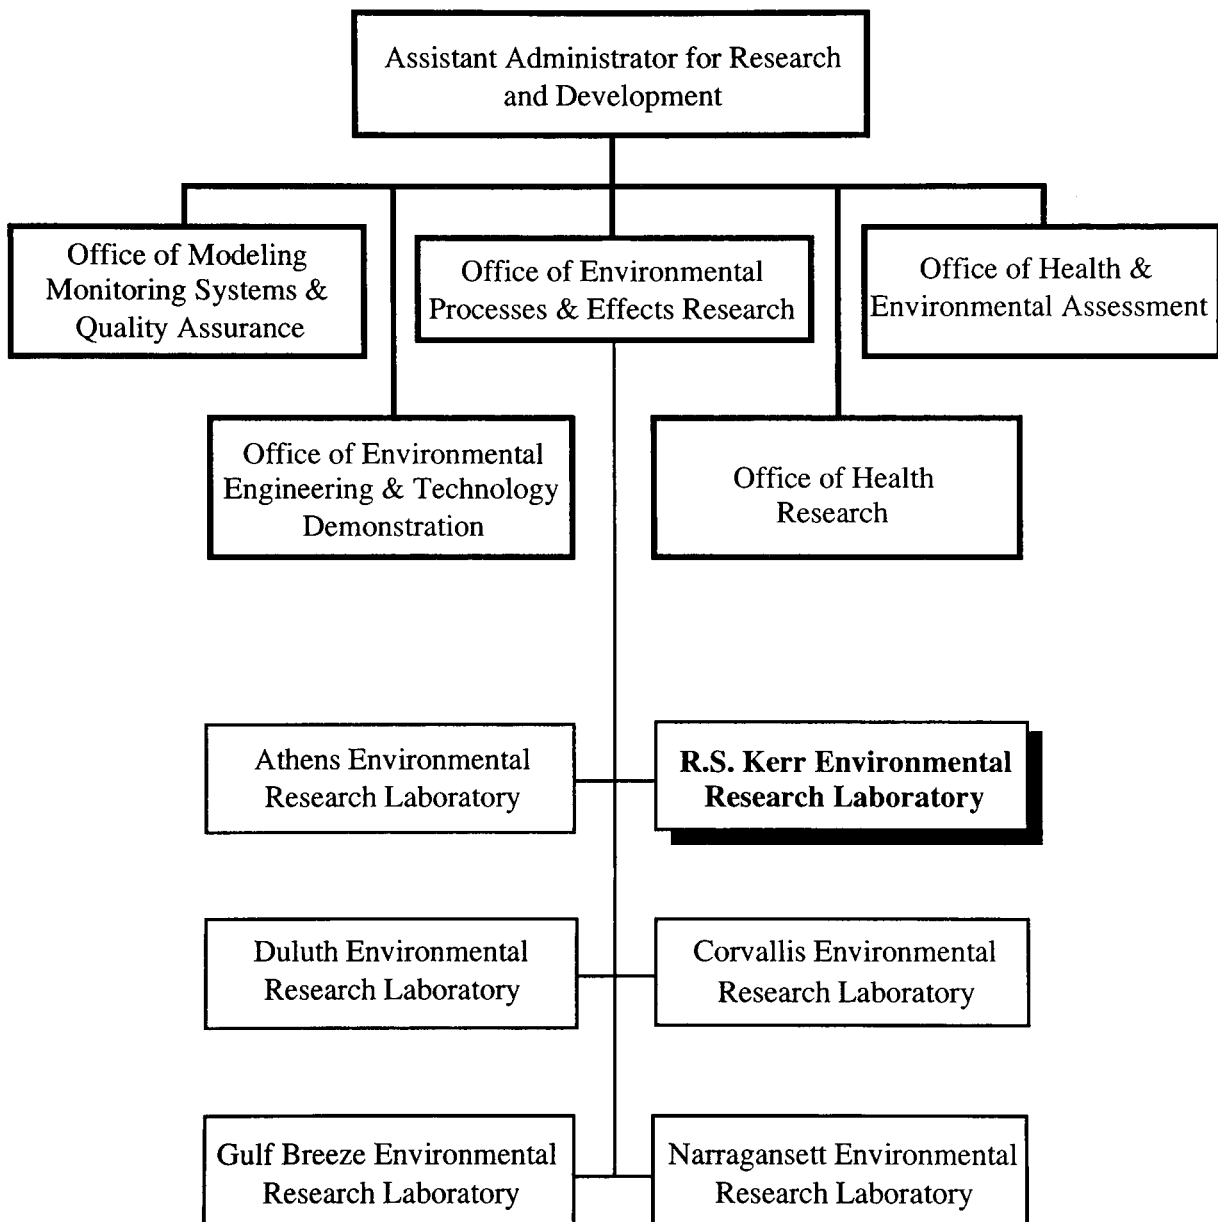 Assistant Administrator for Research
and Development
Office of Modeling
Monitoring Systems &
Quality Assurance
Office of Environmental
Processes & Effects Research
Office of Health &
Environmental Assessment
Office of Environmental
Engineering & Technology
Demonstration
Office of Health
Research
Athens Environmental
Research Laboratory
R.S. Kerr Environmental
Research Laboratory
Duluth Environmental
Research Laboratory
Corvallis Environmental
Research Laboratory
Gulf Breeze Environmental
Research Laboratory
Narragansett Environmental
Research Laboratory